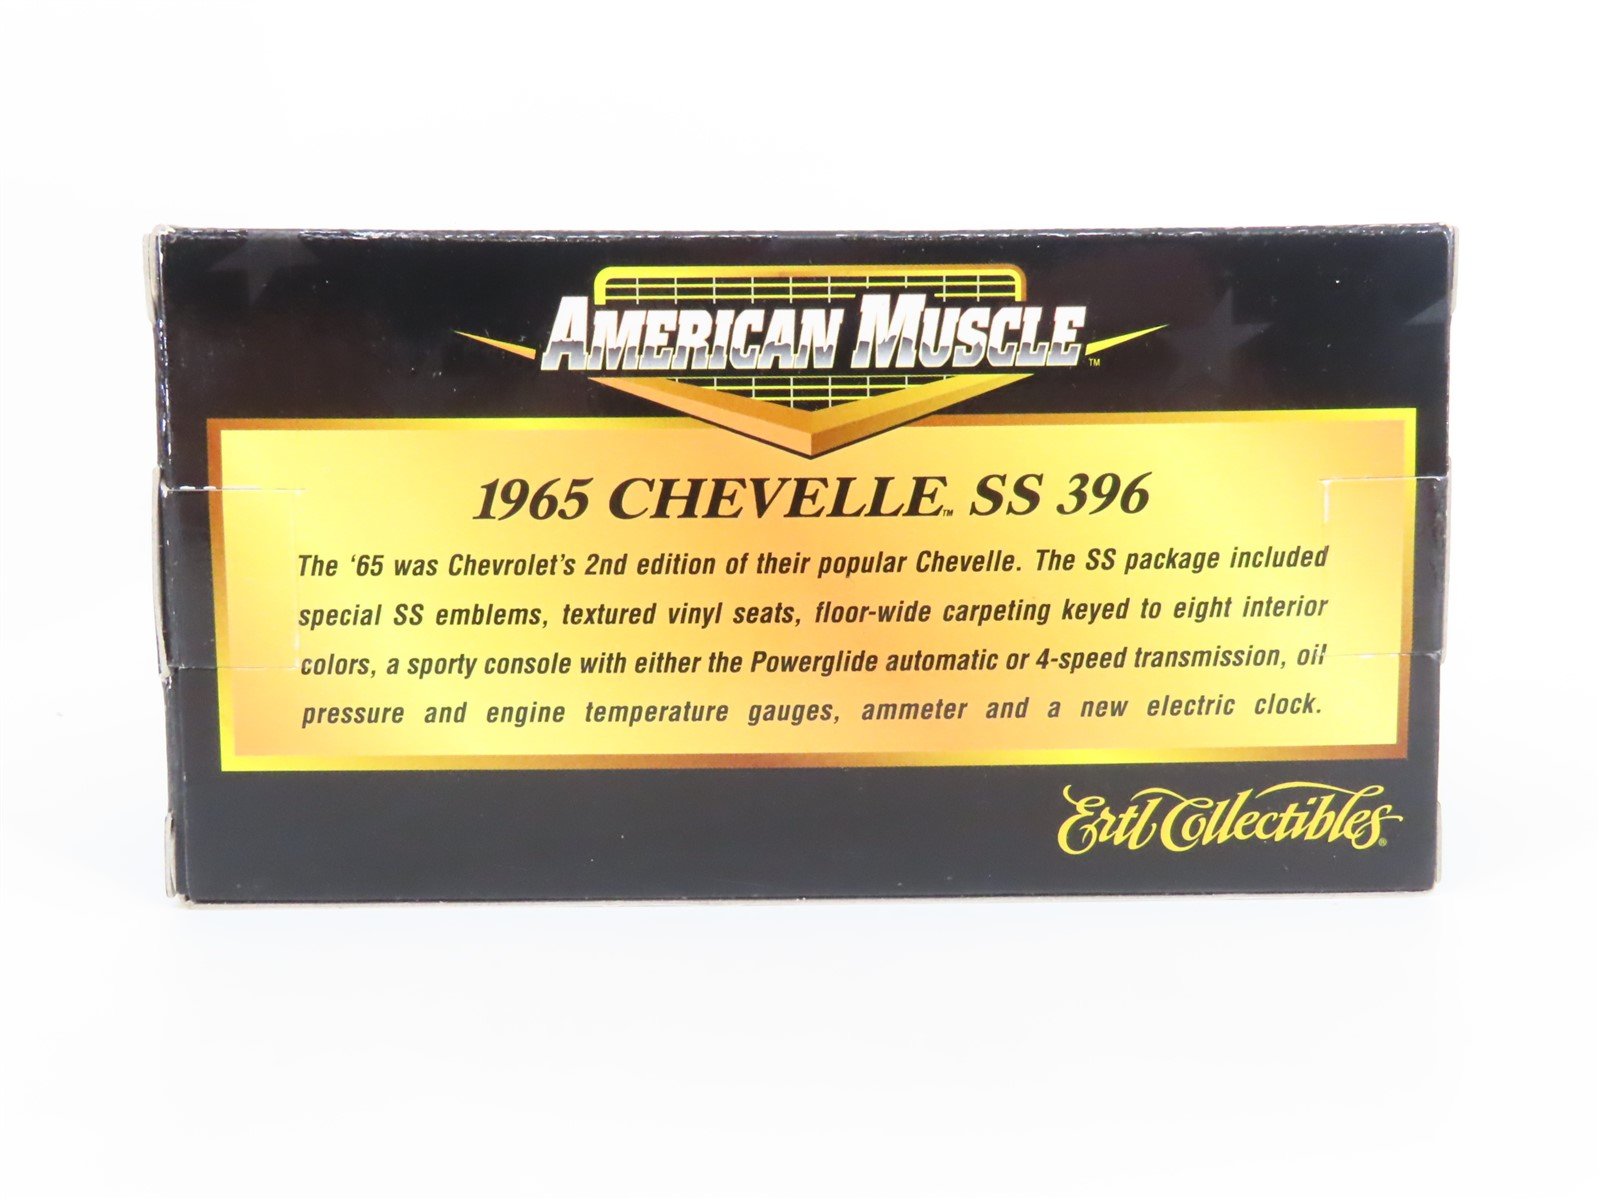 AMERICAN MUSCLE™
1965 CHEVELLE™ SS 396
The '65 was Chevrolet's 2nd edition of their popular Chevelle. The SS package included
special SS emblems, textured vinyl seats, floor-wide carpeting keyed to eight interior
colors, a sporty console with either the Powerglide automatic or 4-speed transmission, oil
pressure and engine temperature gauges, ammeter and a new electric clock.
Ertl Collectibles®